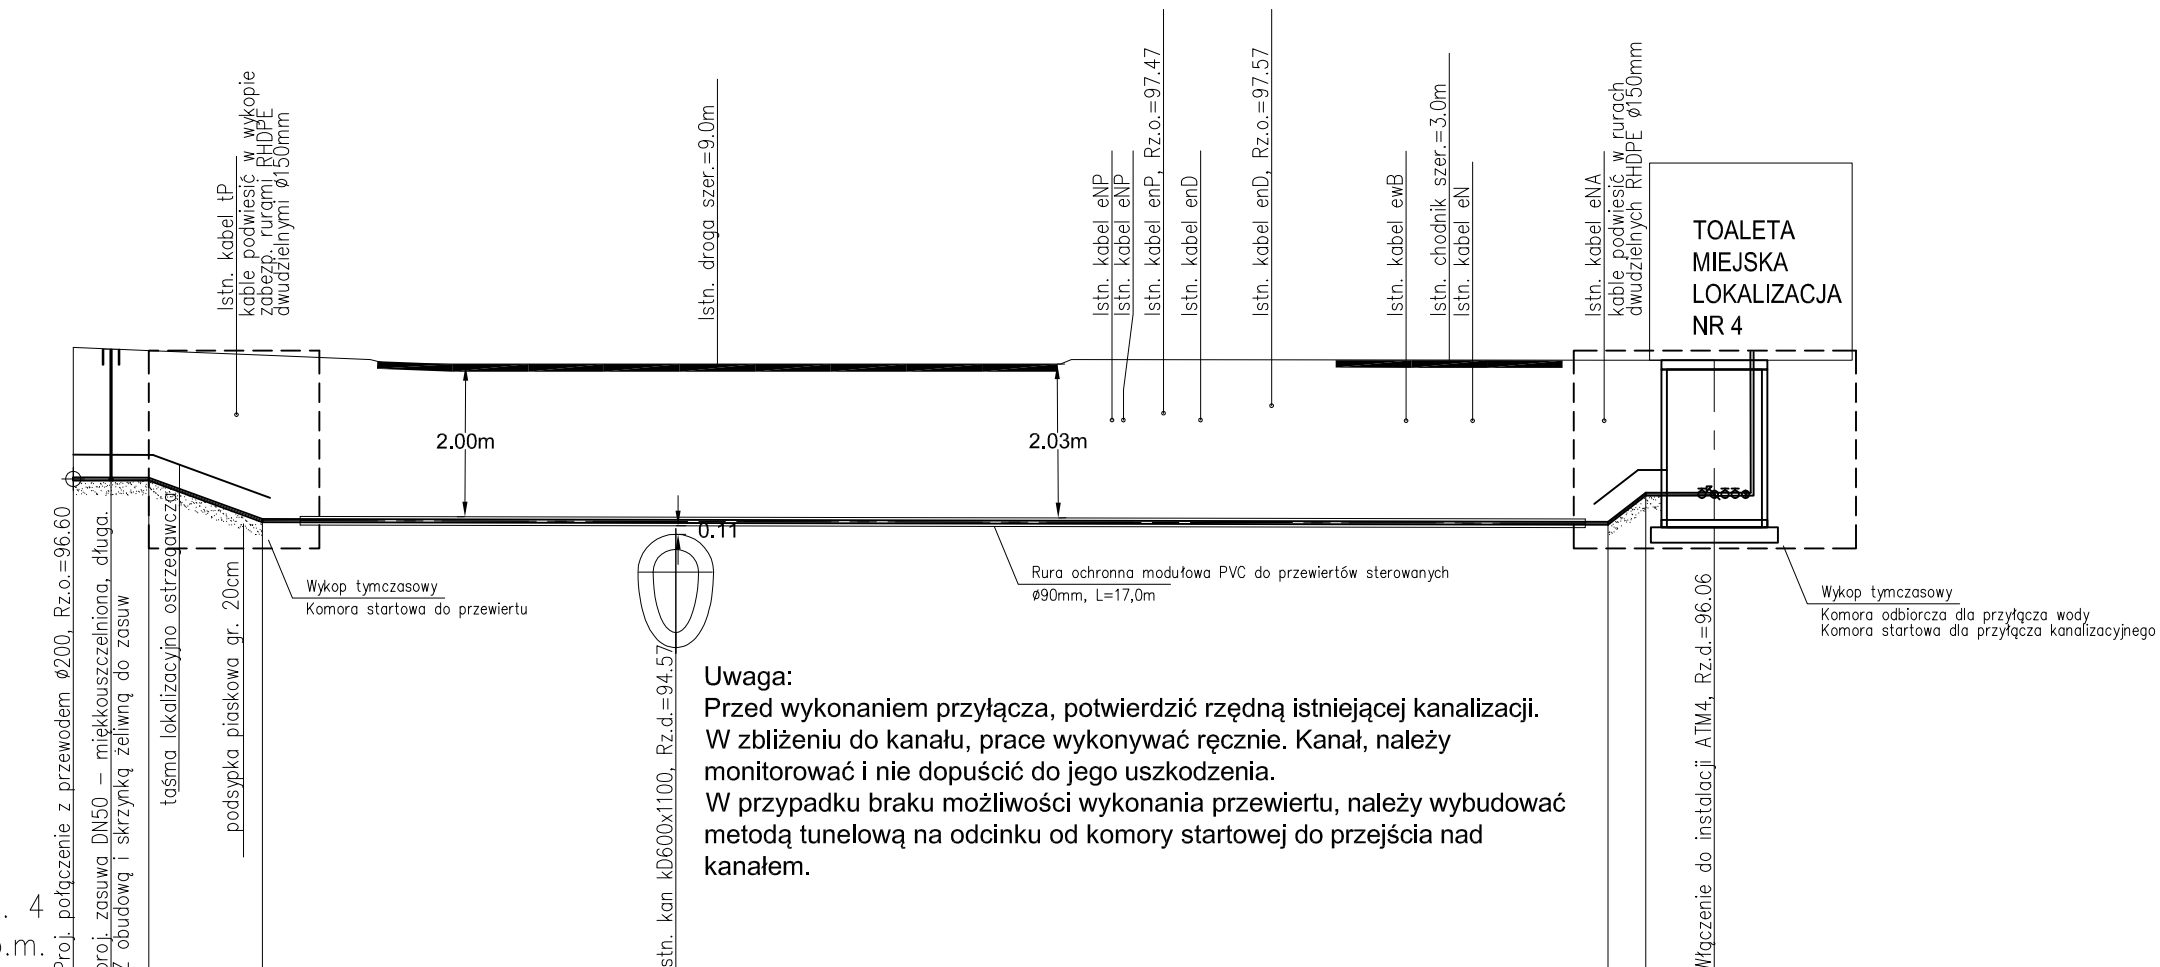 Istn. kabel tP
kable podwiesić w wykopie
zabezp. rurami RHDPE
dwudzielnymi ø150mm
Istn. droga szer.=9.0m
Istn. kabel eNP
Istn. kabel eNP
Istn. kabel enP, Rz.o.=97.47
Istn. kabel enD
Istn. kabel enD, Rz.o.=97.57
Istn. kabel ewB
Istn. chodnik szer.=3.0m
Istn. kabel eN
Istn. kabel eNA
kable podwiesić w rurach
dwudzielnych RHDPE ø150mm
TOALETA
MIEJSKA
LOKALIZACJA
NR 4
2.00m
2.03m
0.11
Proj. połączenie z przewodem ø200, Rz.o.=96.60
proj. zasuwa DN50 – miękkouszczelniona, długa.
z obudową i skrzynką żeliwną do zasuw
taśma lokalizacyjno ostrzegawcza
podsypka piaskowa gr. 20cm
Wykop tymczasowy
Komora startowa do przewiertu
Rura ochronna modułowa PVC do przewiertów sterowanych
ø90mm, L=17,0m
Wykop tymczasowy
Komora odbiorcza dla przyłącza wody
Komora startowa dla przyłącza kanalizacyjnego
stn. kan kD600x1100, Rz.d.=94.57
Włączenie do instalacji ATM4, Rz.d.=96.06
Uwaga:
Przed wykonaniem przyłącza, potwierdzić rzędną istniejącej kanalizacji.
W zbliżeniu do kanału, prace wykonywać ręcznie. Kanał, należy
monitorować i nie dopuścić do jego uszkodzenia.
W przypadku braku możliwości wykonania przewiertu, należy wybudować
metodą tunelową na odcinku od komory startowej do przejścia nad
kanałem.
. 4
.m.